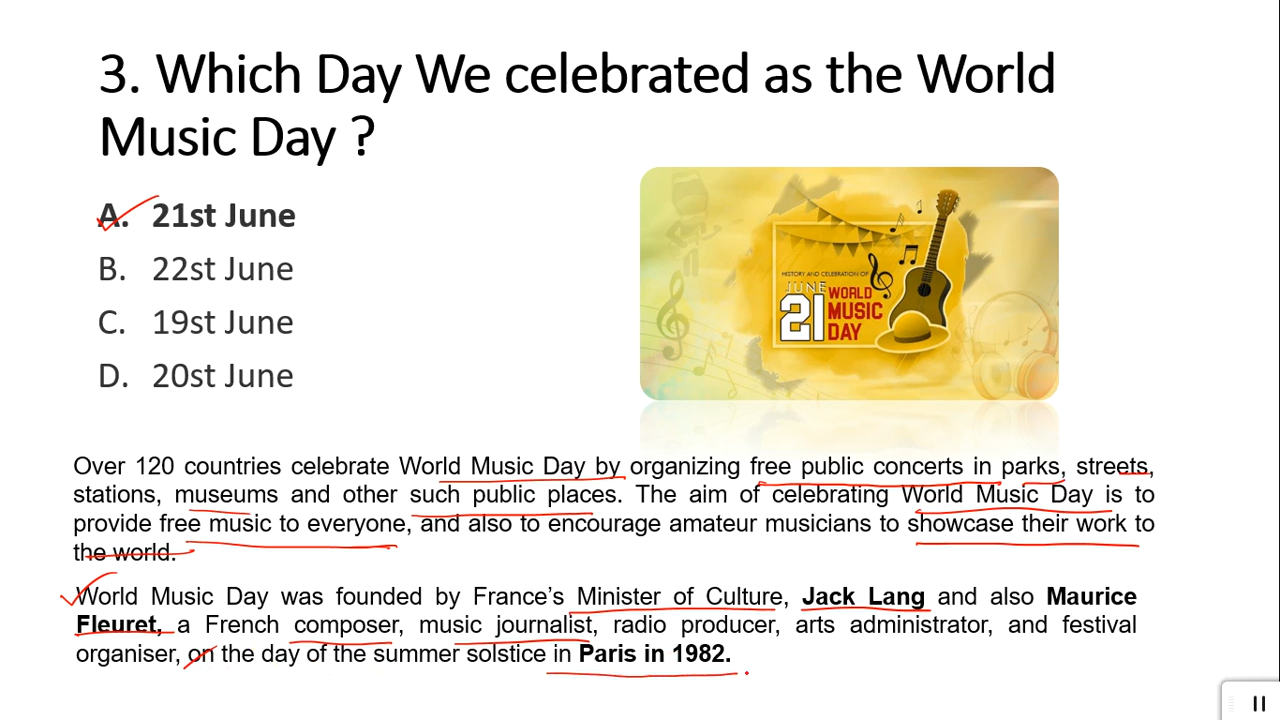 3. Which Day We celebrated as the World
Music Day ?
A. 21st June
B. 22st June
C. 19st June
D. 20st June
HISTORY AND CELEBRATION OF
JUNE
21
WORLD
MUSIC
DAY
Over 120 countries celebrate World Music Day by organizing free public concerts in parks, streets,
stations, museums and other such public places. The aim of celebrating World Music Day is to
provide free music to everyone, and also to encourage amateur musicians to showcase their work to
the world.
World Music Day was founded by France’s Minister of Culture, Jack Lang and also Maurice
Fleuret, a French composer, music journalist, radio producer, arts administrator, and festival
organiser, on the day of the summer solstice in Paris in 1982.